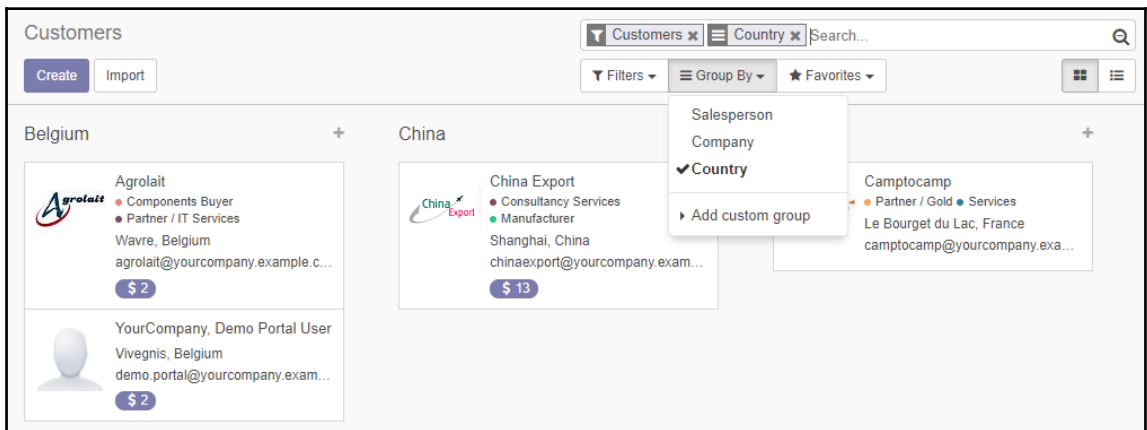 Customers
Customers × Country × Search...
Create Import
Filters Group By Favorites
Salesperson
Company
Country
Add custom group
Belgium +
Agrolait
Agrolait
Components Buyer
Partner / IT Services
Wavre, Belgium
agrolait@yourcompany.example.c...
$ 2
YourCompany, Demo Portal User
Vivegnis, Belgium
demo.portal@yourcompany.exam...
$ 2
China
China Export
China Export
Consultancy Services
Manufacturer
Shanghai, China
chinaexport@yourcompany.exam...
$ 13
+
Camptocamp
Partner / Gold Services
Le Bourget du Lac, France
camptocamp@yourcompany.exa...